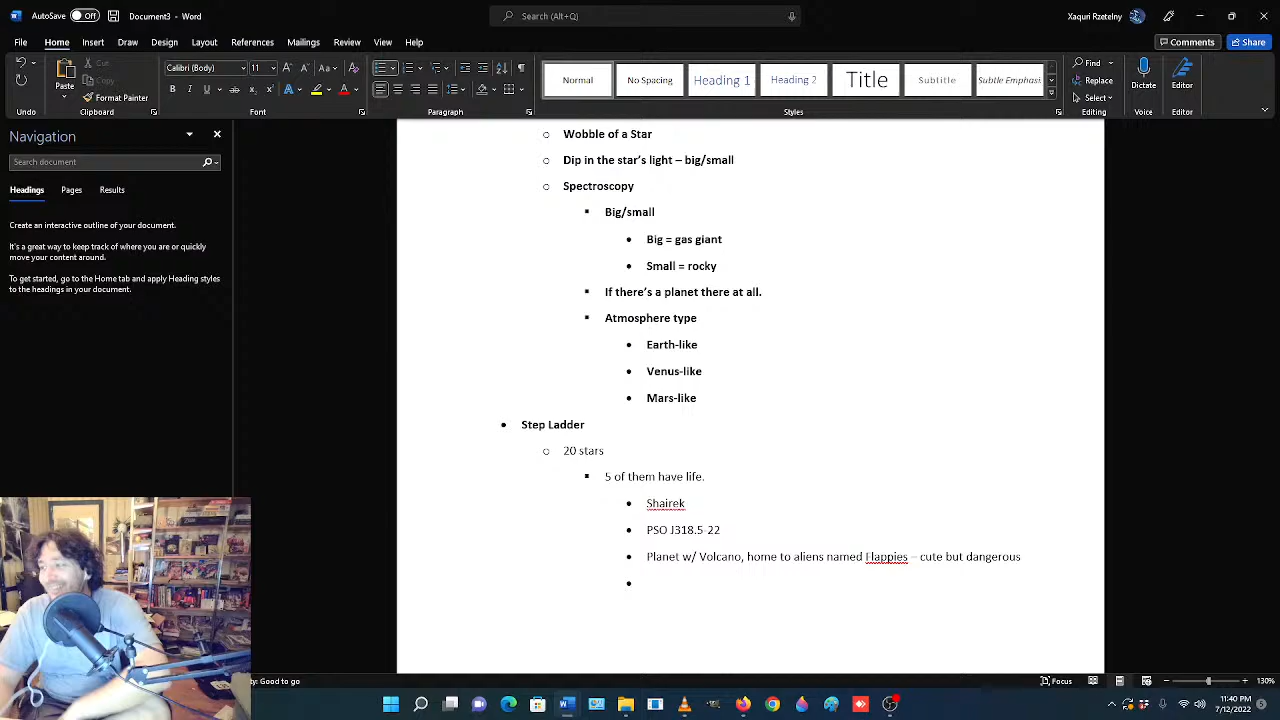 AutoSave Off Document3 - Word Search (Alt+Q) Xaquri Rzetelny
File Home Insert Draw Design Layout References Mailings Review View Help Comments Share
Cut
Copy
Paste Format Painter
Calibri (Body) 11
Normal No Spacing Heading 1 Heading 2 Title Subtitle Subtle Emphasis
Find
Replace
Select
Dictate Editor
Undo Clipboard Font Paragraph Styles Editing Voice Editor
Navigation
Search document
Headings Pages Results
Create an interactive outline of your document.
It's a great way to keep track of where you are or quickly
move your content around.
To get started, go to the Home tab and apply Heading styles
to the headings in your document.
Wobble of a Star
Dip in the star's light – big/small
Spectroscopy
Big/small
Big = gas giant
Small = rocky
If there's a planet there at all.
Atmosphere type
Earth-like
Venus-like
Mars-like
Step Ladder
20 stars
5 of them have life.
Shairek
PSO J318.5-22
Planet w/ Volcano, home to aliens named Flappies – cute but dangerous
ty: Good to go Focus 130%
11:40 PM
7/12/2022